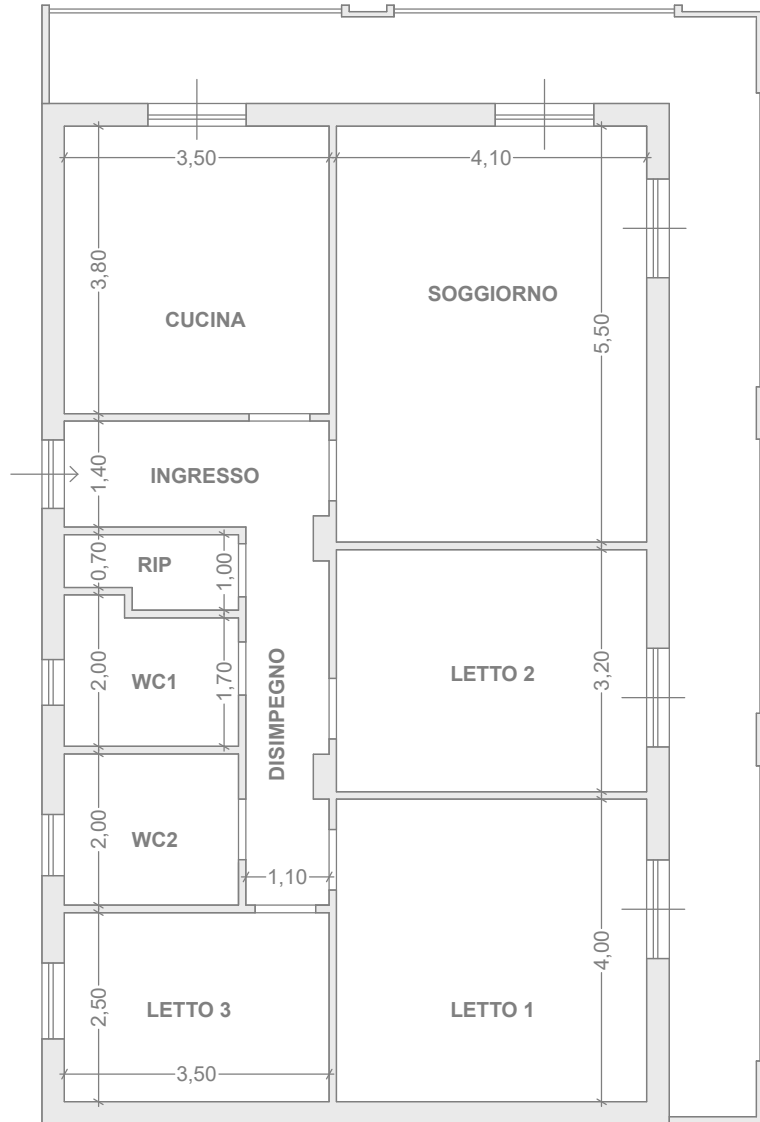 3,50
4,10
3,80
CUCINA
SOGGIORNO
5,50
1,40
INGRESSO
0,70
RIP
1,00
2,00
WC1
1,70
DISIMPEGNO
LETTO 2
3,20
2,00
WC2
1,10
4,00
2,50
LETTO 3
LETTO 1
3,50